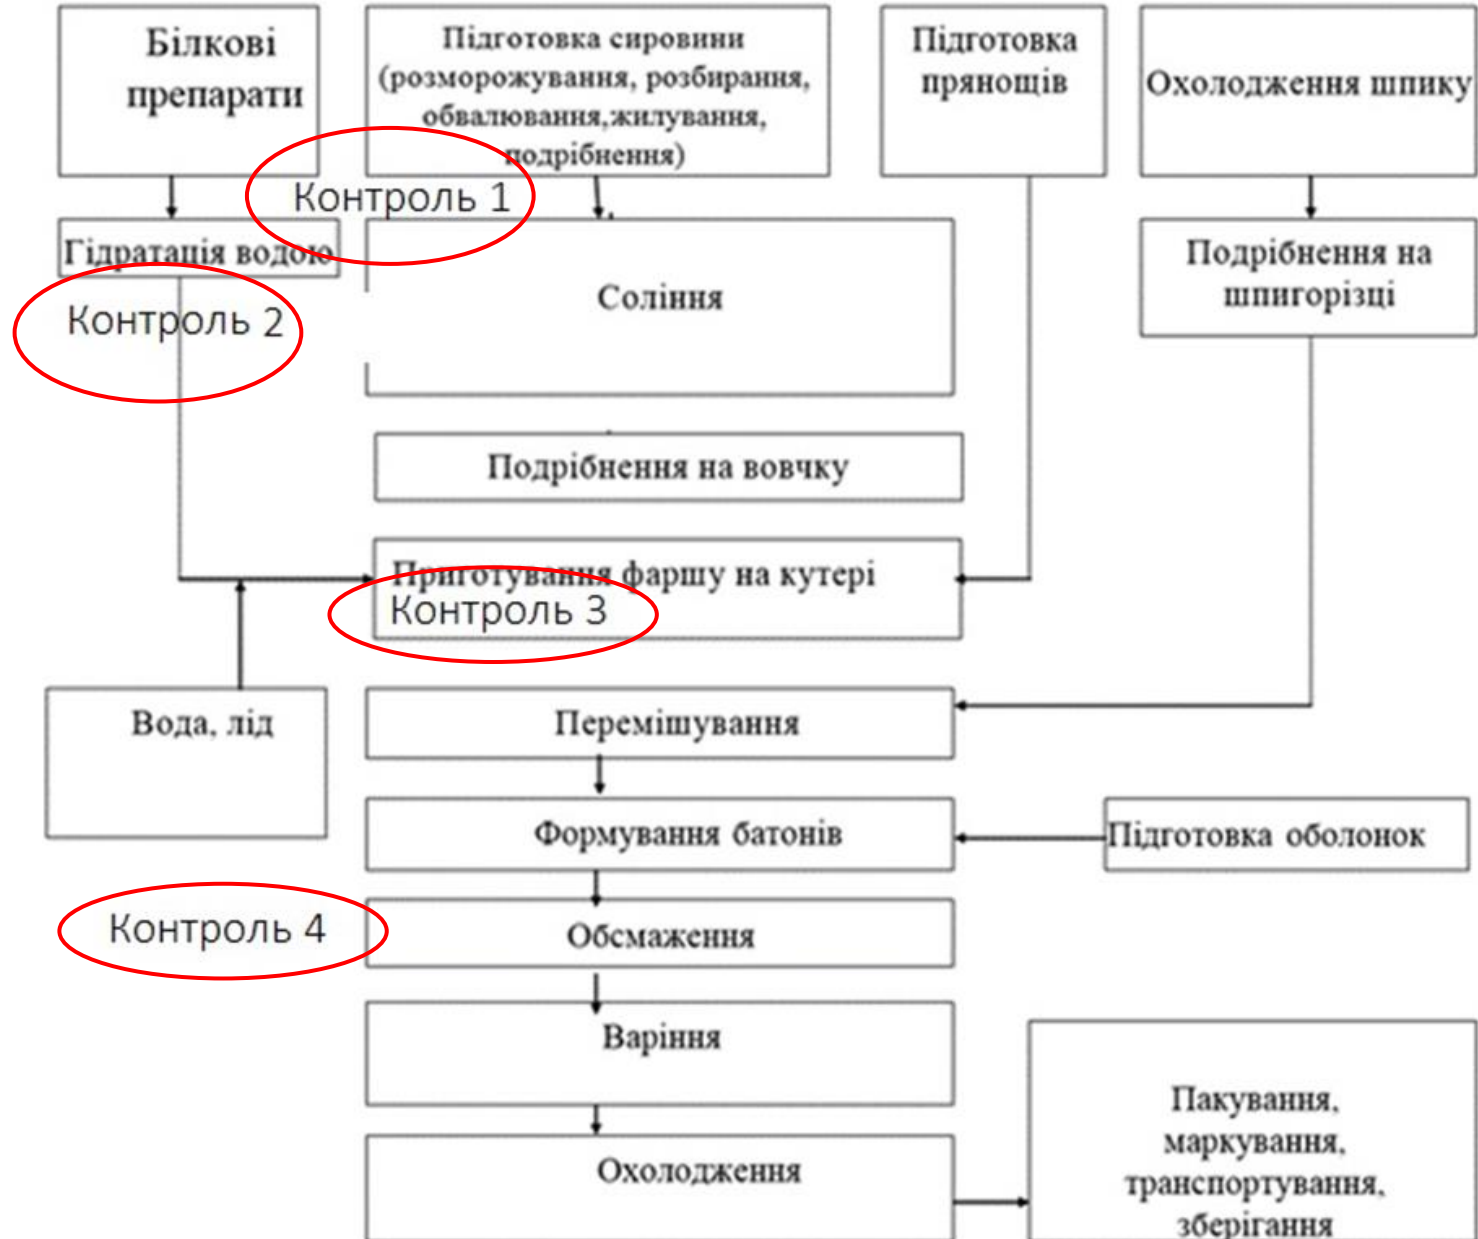 Білкові
препарати
Підготовка сировини
(розморожування, розбирання,
обвалювання,жилування,
подрібнення)
Підготовка
прянощів
Охолодження шпику
Контроль 1
Гідратація водою
Соління
Подрібнення на
шпигорізці
Контроль 2
Подрібнення на вовчку
Приготування фаршу на кутері
Контроль 3
Вода, лід
Перемішування
Формування батонів
Підготовка оболонок
Контроль 4
Обсмаження
Варіння
Охолодження
Пакування,
маркування,
транспортування,
зберігання